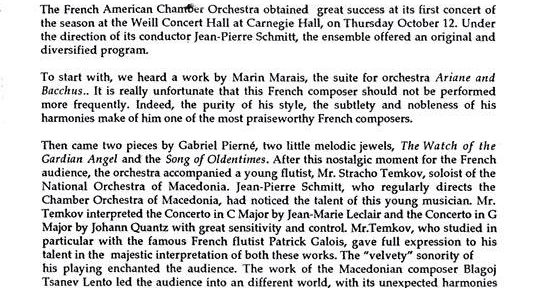 The French American Chamber Orchestra obtained great success at its first concert of
the season at the Weill Concert Hall at Carnegie Hall, on Thursday October 12. Under
the direction of its conductor Jean-Pierre Schmitt, the ensemble offered an original and
diversified program.
To start with, we heard a work by Marin Marais, the suite for orchestra Ariane and
Bacchus.. It is really unfortunate that this French composer should not be performed
more frequently. Indeed, the purity of his style, the subtlety and nobleness of his
harmonies make of him one of the most praiseworthy French composers.
Then came two pieces by Gabriel Pierné, two little melodic jewels, The Watch of the
Gardian Angel and the Song of Oldentimes. After this nostalgic moment for the French
audience, the orchestra accompanied a young flutist, Mr. Stracho Temkov, soloist of the
National Orchestra of Macedonia. Jean-Pierre Schmitt, who regularly directs the
Chamber Orchestra of Macedonia, had noticed the talent of this young musician. Mr.
Temkov interpreted the Concerto in C Major by Jean-Marie Leclair and the Concerto in G
Major by Johann Quantz with great sensitivity and control. Mr.Temkov, who studied in
particular with the famous French flutist Patrick Galois, gave full expression to his
talent in the majestic interpretation of both these works. The "velvety" sonority of
his playing enchanted the audience. The work of the Macedonian composer Blagoj
Tsanev Lento led the audience into an different world, with its unexpected harmonies